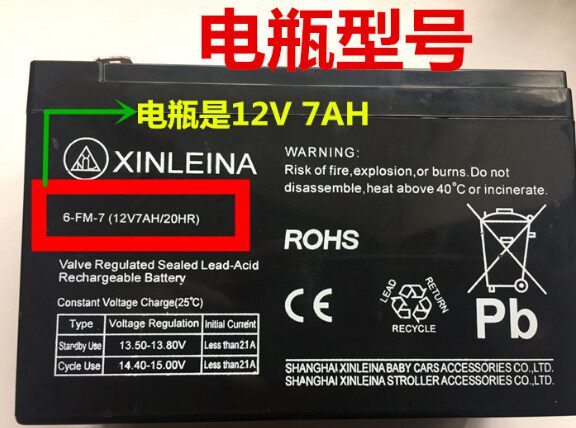 电瓶型号
电瓶是12V 7AH
XINLEINA
6-FM-7 (12V7AH/20HR)
Valve Regulated Sealed Lead-Acid
Rechargeable Battery
Constant Voltage Charge(25℃)
Type Voltage Regulation Initial Current
Standby Use 13.50-13.80V Less than2.1A
Cycle Use 14.40-15.00V Less than2.1A
WARNING:
Risk of fire,explosion,or burns.Do not
disassemble,heat above 40℃ or incinerate.
ROHS
CE
LEAD
RETURN
RECYCLE
Pb
SHANGHAI XINLEINA BABY CARS ACCESSORIES CO.,LTD.
SHANGHAI XINLEINA STROLLER ACCESSORIES CO.,LTD.